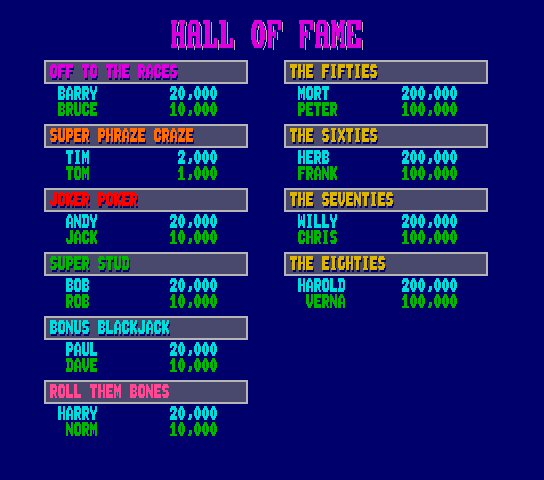 HALL OF FAME
OFF TO THE RACES
BARRY 20,000
BRUCE 10,000
SUPER PHRAZE CRAZE
TIM 2,000
TOM 1,000
JOKER POKER
ANDY 20,000
JACK 10,000
SUPER STUD
BOB 20,000
ROB 10,000
BONUS BLACKJACK
PAUL 20,000
DAVE 10,000
ROLL THEM BONES
HARRY 20,000
NORM 10,000
THE FIFTIES
MORT 200,000
PETER 100,000
THE SIXTIES
HERB 200,000
FRANK 100,000
THE SEVENTIES
WILLY 200,000
CHRIS 100,000
THE EIGHTIES
HAROLD 200,000
VERNA 100,000